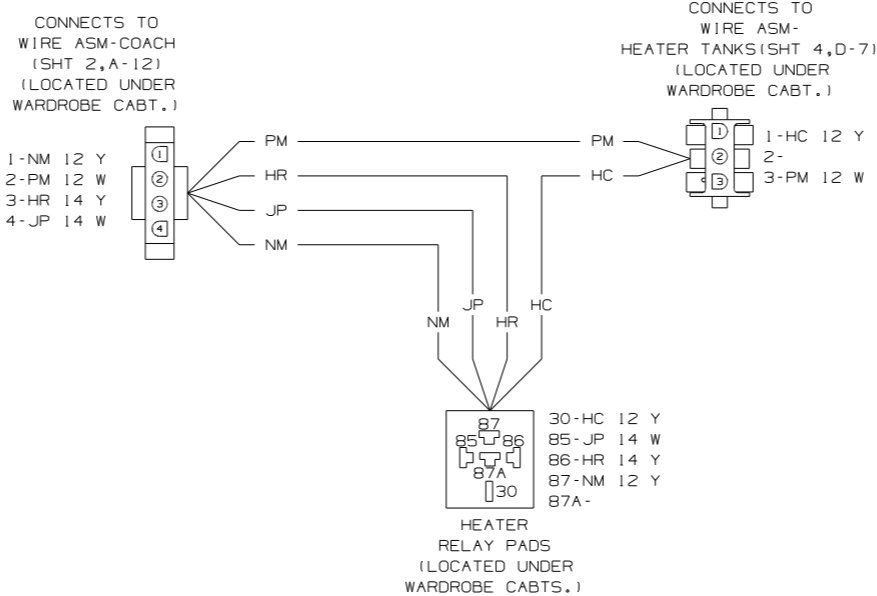 CONNECTS TO
WIRE ASM-COACH
(SHT 2,A-12)
(LOCATED UNDER
WARDROBE CABT.)
CONNECTS TO
WIRE ASM-
HEATER TANKS(SHT 4,D-7)
(LOCATED UNDER
WARDROBE CABT.)
1-NM 12 Y
2-PM 12 W
3-HR 14 Y
4-JP 14 W
1
2
3
4
PM
HR
JP
NM
PM
HC
1
2
3
1-HC 12 Y
2-
3-PM 12 W
NM
JP
HR
HC
87
85
86
87A
30
30-HC 12 Y
85-JP 14 W
86-HR 14 Y
87-NM 12 Y
87A-
HEATER
RELAY PADS
(LOCATED UNDER
WARDROBE CABTS.)